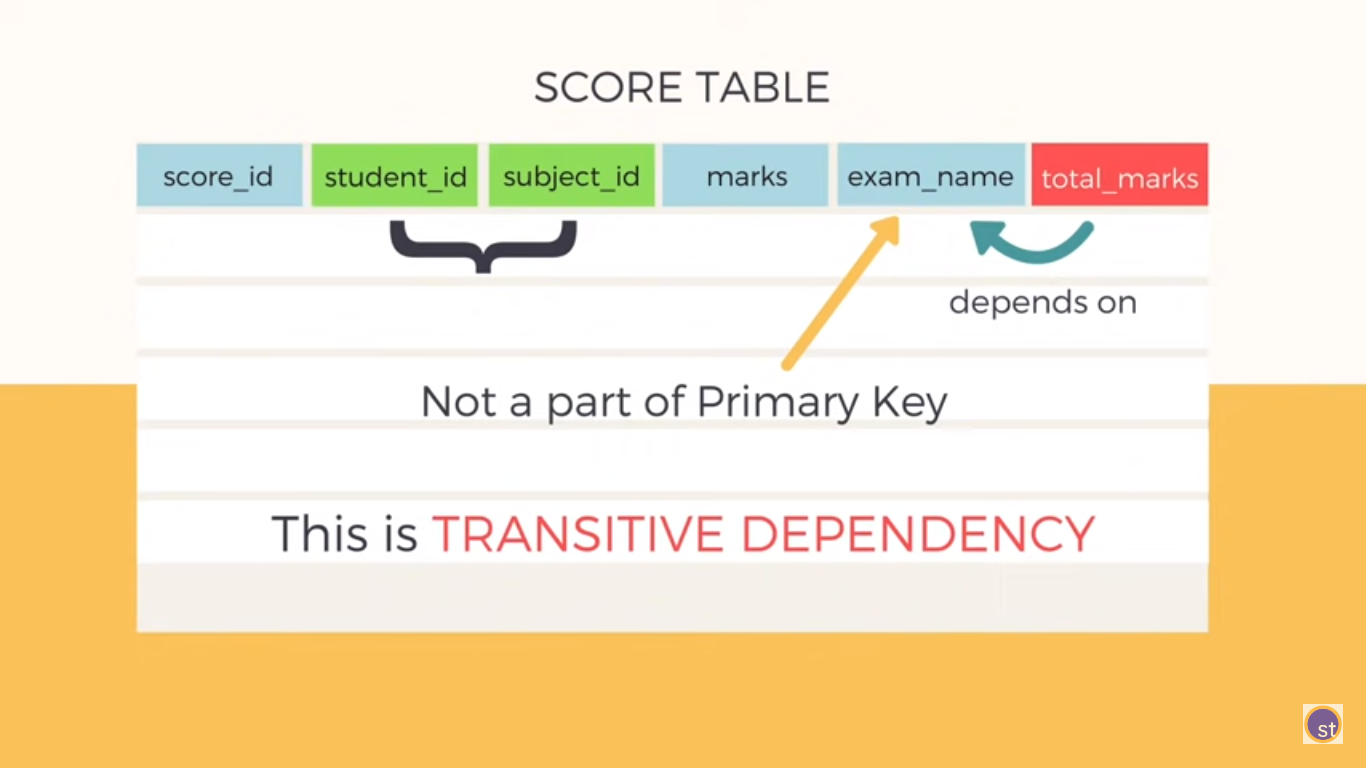 SCORE TABLE
score_id student_id subject_id marks exam_name total_marks
depends on
Not a part of Primary Key
This is TRANSITIVE DEPENDENCY
st